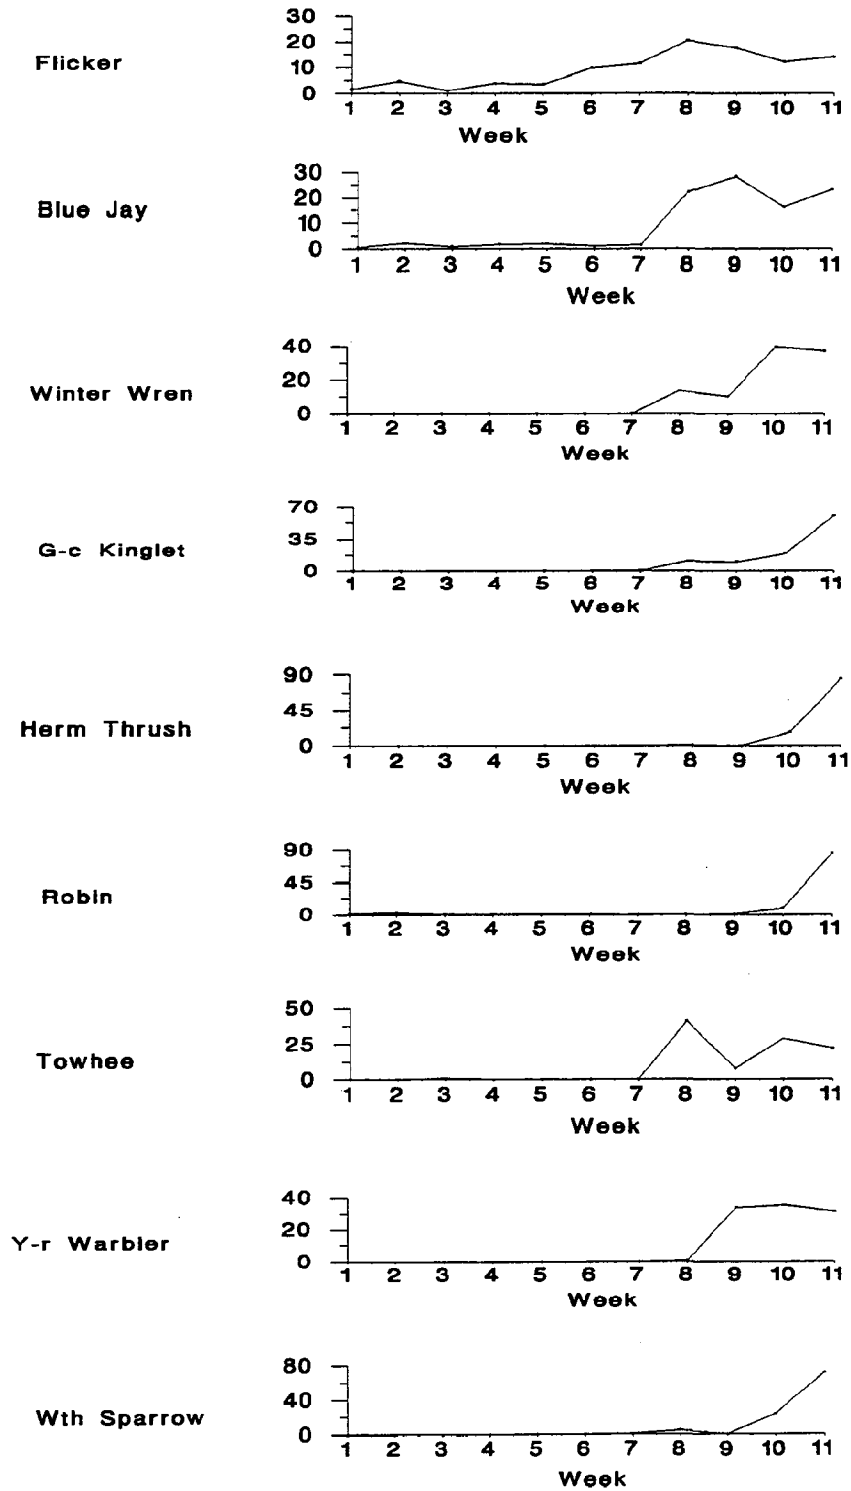 30
20
Flicker
10
0
1 2 3 4 5 6 7 8 9 10 11
Week
30
20
Blue Jay
10
0
1 2 3 4 5 6 7 8 9 10 11
Week
40
20
Winter Wren
0
1 2 3 4 5 6 7 8 9 10 11
Week
70
35
G-c Kinglet
0
1 2 3 4 5 6 7 8 9 10 11
Week
90
45
Herm Thrush
0
1 2 3 4 5 6 7 8 9 10 11
Week
90
45
Robin
0
1 2 3 4 5 6 7 8 9 10 11
Week
50
25
Towhee
0
1 2 3 4 5 6 7 8 9 10 11
Week
40
20
Y-r Warbler
0
1 2 3 4 5 6 7 8 9 10 11
Week
80
40
Wth Sparrow
0
1 2 3 4 5 6 7 8 9 10 11
Week